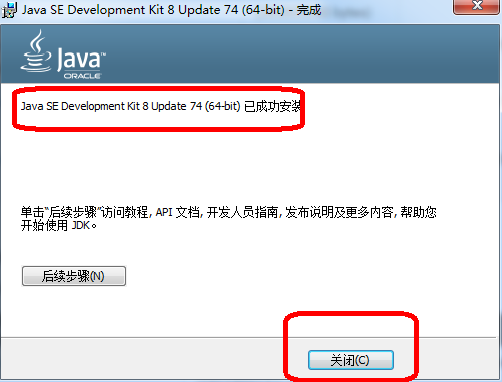 Java SE Development Kit 8 Update 74 (64-bit) - 完成
Java™
ORACLE
Java SE Development Kit 8 Update 74 (64-bit) 已成功安装
单击“后续步骤”访问教程, API 文档, 开发人员指南, 发布说明及更多内容, 帮助您
开始使用 JDK。
后续步骤(N)
关闭(C)